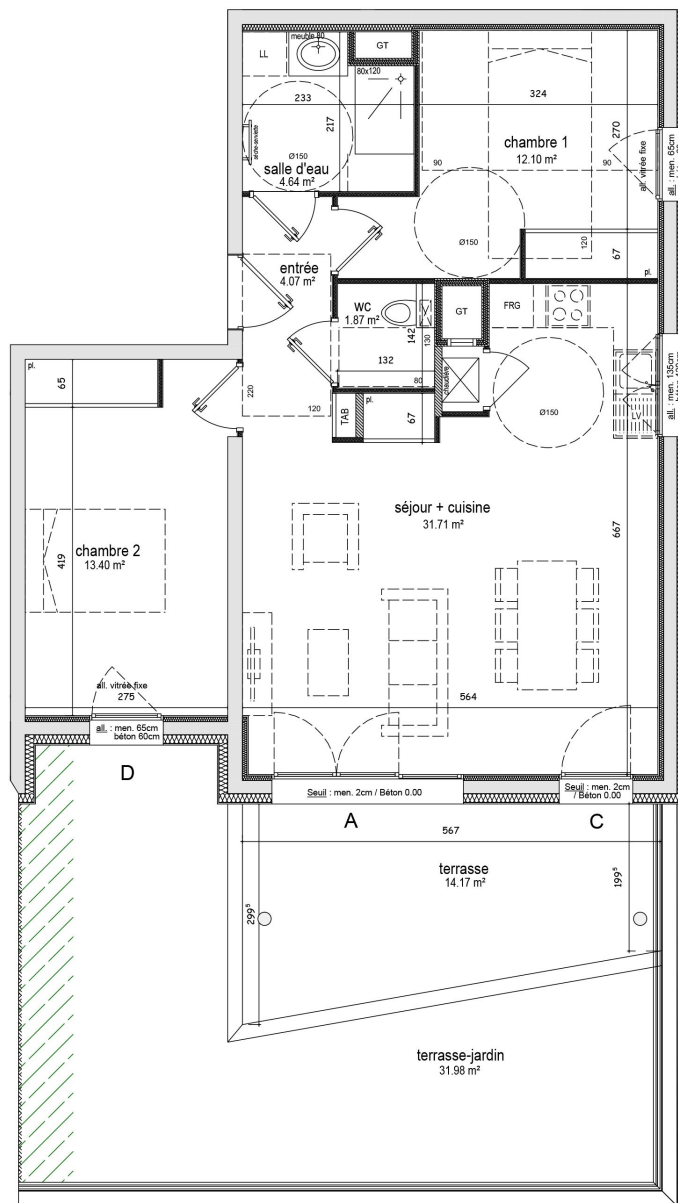 meuble 80
LL
GT
80x120
233
324
217
270
chambre 1
12.10 m²
all. vitrée fixe
all. : men. 65cm
sèche-serviette
Ø150
90
90
salle d'eau
4.64 m²
Ø150
120
67
pl.
entrée
4.07 m²
WC
1.87 m²
142
130
GT
FRG
132
80
chaudière
all. : men. 135cm
pl.
65
220
120
TAB
pl.
67
Ø150
LV
séjour + cuisine
31.71 m²
667
chambre 2
13.40 m²
419
all. vitrée fixe
275
564
all. : men. 65cm
béton 60cm
D
Seuil : men. 2cm / Béton 0.00
A
Seuil : men. 2cm
/ Béton 0.00
C
567
terrasse
14.17 m²
299⁵
199⁵
terrasse-jardin
31.98 m²